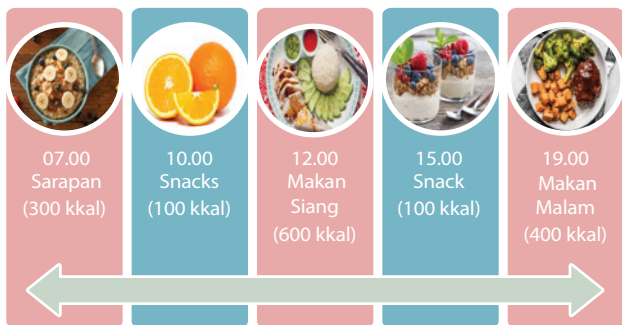 07.00
Sarapan
(300 kkal)
10.00
Snacks
(100 kkal)
12.00
Makan
Siang
(600 kkal)
15.00
Snack
(100 kkal)
19.00
Makan
Malam
(400 kkal)